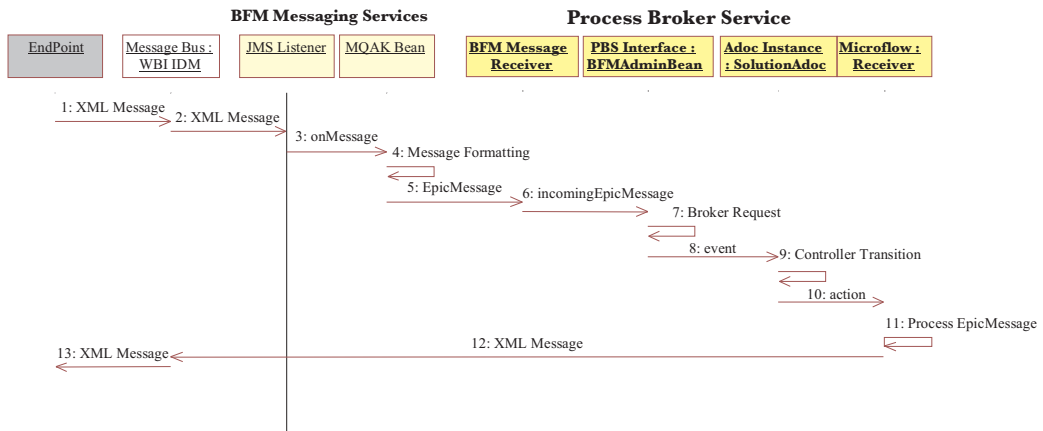 BFM Messaging Services
Process Broker Service
EndPoint
Message Bus :
WBI IDM
JMS Listener
MQAK Bean
BFM Message
Receiver
PBS Interface :
BFMAdminBean
Adoc Instance
: SolutionAdoc
Microflow :
Receiver
1: XML Message
2: XML Message
3: onMessage
4: Message Formatting
5: EpicMessage
6: incomingEpicMessage
7: Broker Request
8: event
9: Controller Transition
10: action
11: Process EpicMessage
12: XML Message
13: XML Message